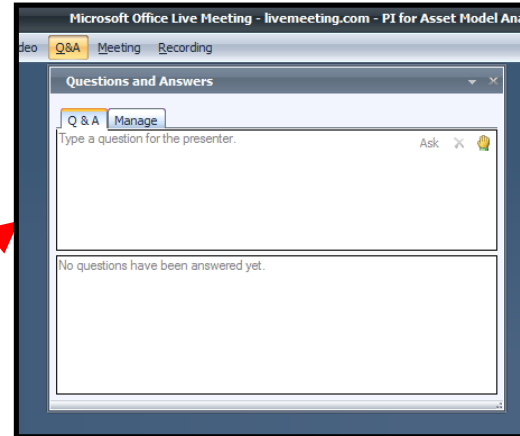 Microsoft Office Live Meeting - livemeeting.com - PI for Asset Model Ana
deo Q&A Meeting Recording
Questions and Answers
Q & A Manage
Type a question for the presenter. Ask
No questions have been answered yet.